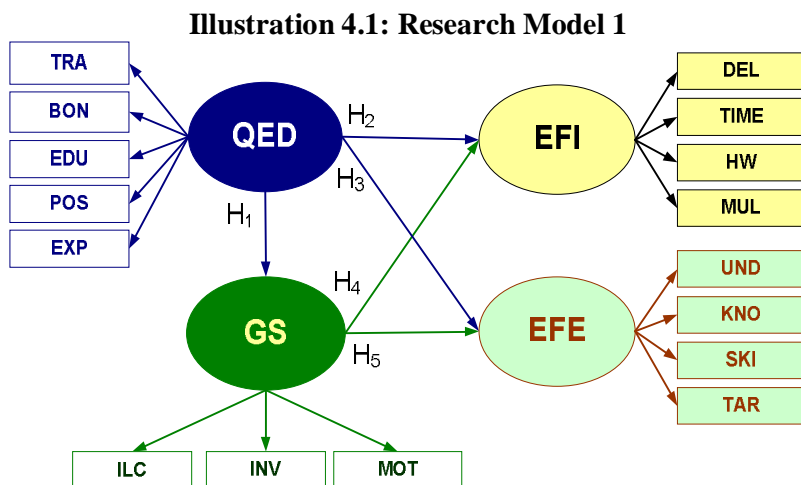 Illustration 4.1: Research Model 1
TRA
BON
EDU
POS
EXP
QED
H₂
H₃
H₁
EFI
DEL
TIME
HW
MUL
GS
H₄
H₅
EFE
UND
KNO
SKI
TAR
ILC
INV
MOT